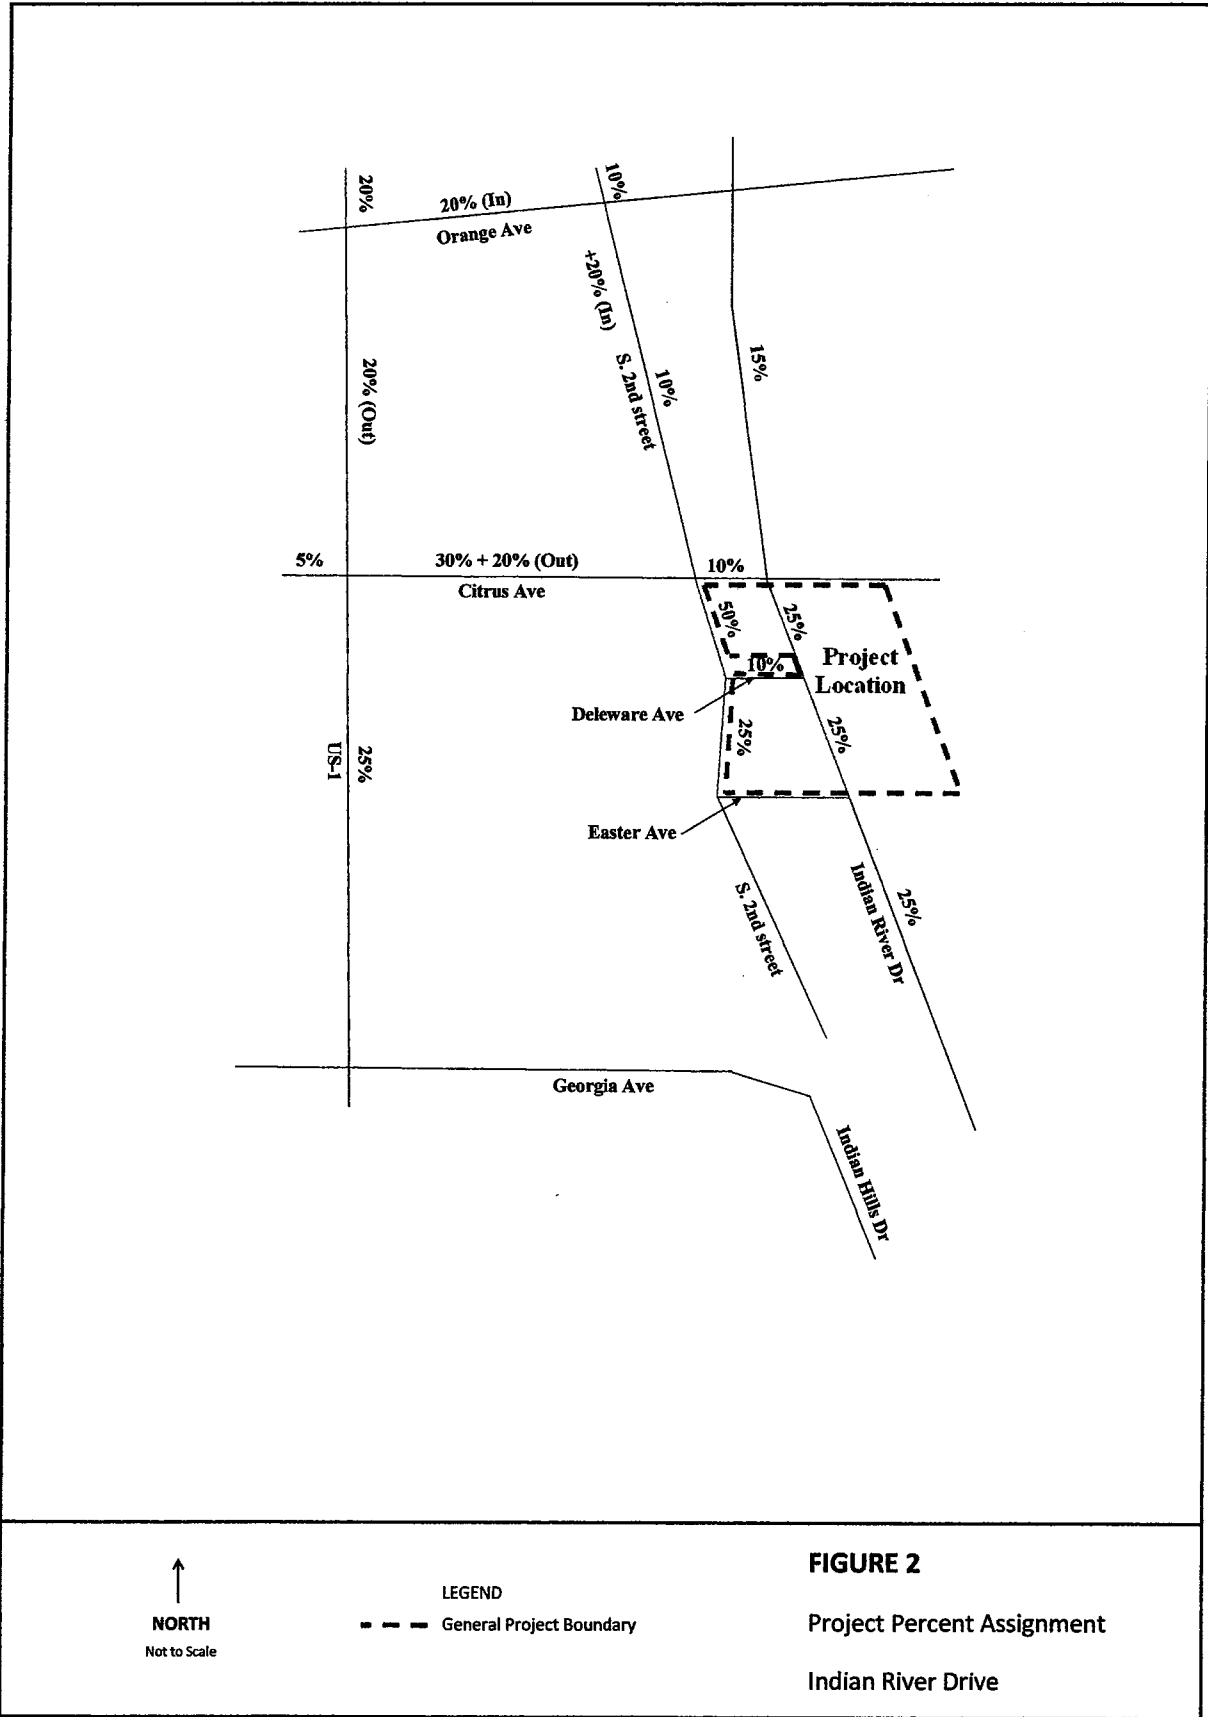 20%
20% (In)
Orange Ave
10%
+20% (In)
S. 2nd street
10%
15%
20% (Out)
5%
30% + 20% (Out)
Citrus Ave
10%
50%
25%
10%
Project
Location
Deleware Ave
25%
25%
US-1
25%
Easter Ave
S. 2nd street
Indian River Dr
25%
Georgia Ave
Indian Hills Dr
NORTH
Not to Scale
LEGEND
General Project Boundary
FIGURE 2
Project Percent Assignment
Indian River Drive